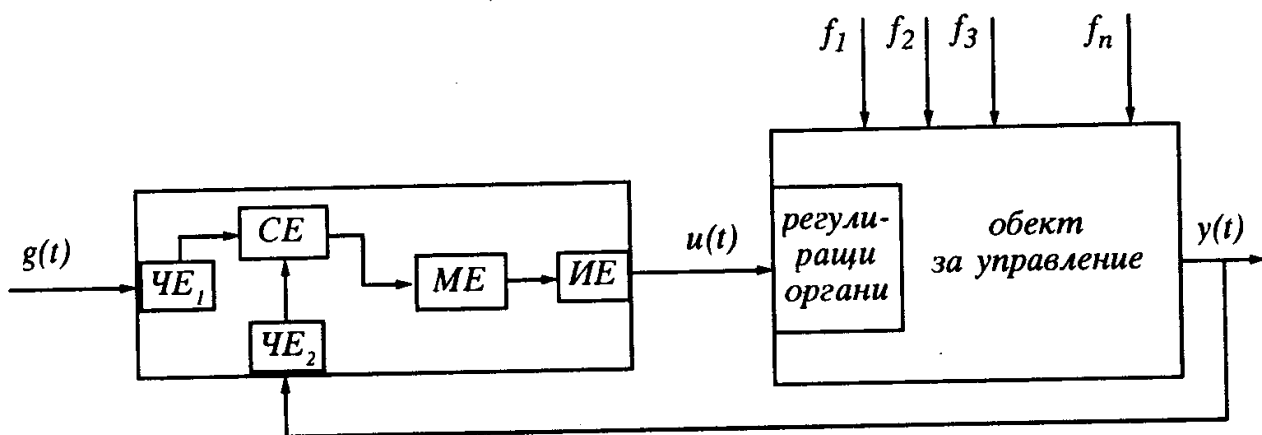 f1 f2 f3 fn
g(t)
ЧЕ1
СЕ
ЧЕ2
МЕ
ИЕ
u(t)
регули-
ращи
органи
обект
за управление
y(t)